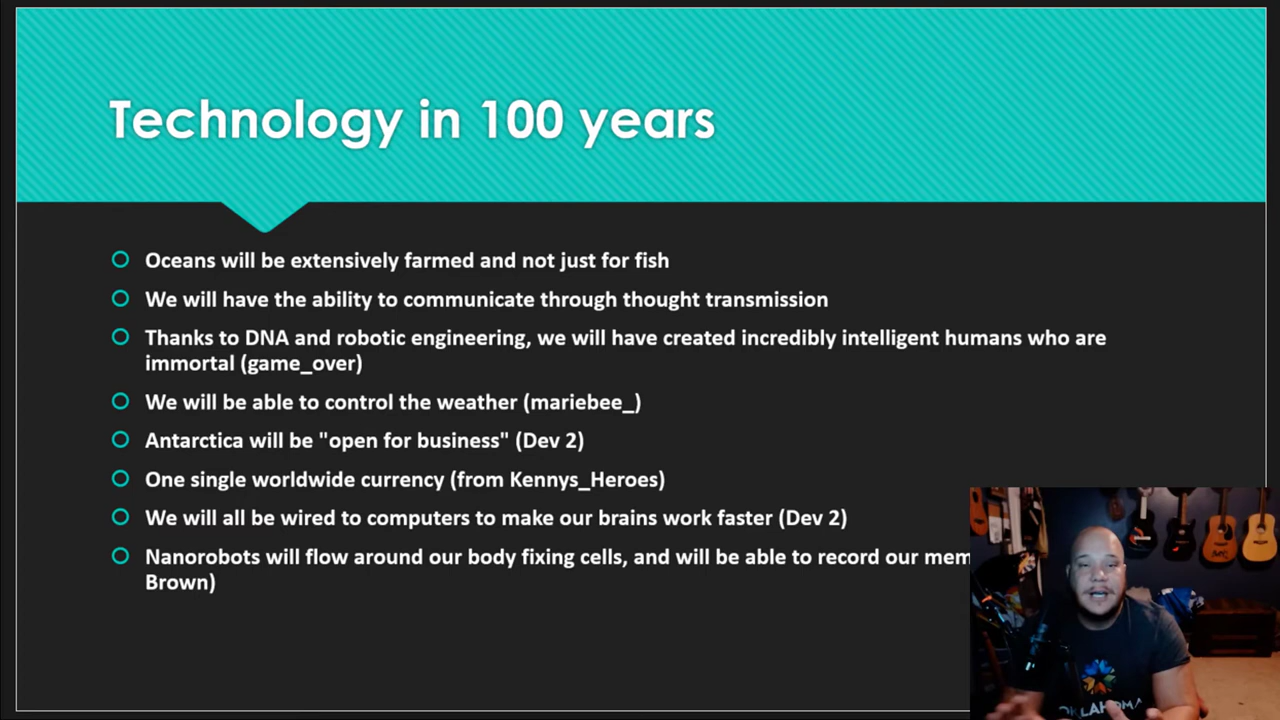 Technology in 100 years
Oceans will be extensively farmed and not just for fish
We will have the ability to communicate through thought transmission
Thanks to DNA and robotic engineering, we will have created incredibly intelligent humans who are
immortal (game_over)
We will be able to control the weather (mariebee_)
Antarctica will be "open for business" (Dev 2)
One single worldwide currency (from Kennys_Heroes)
We will all be wired to computers to make our brains work faster (Dev 2)
Nanorobots will flow around our body fixing cells, and will be able to record our mem
Brown)
OKLAHOMA